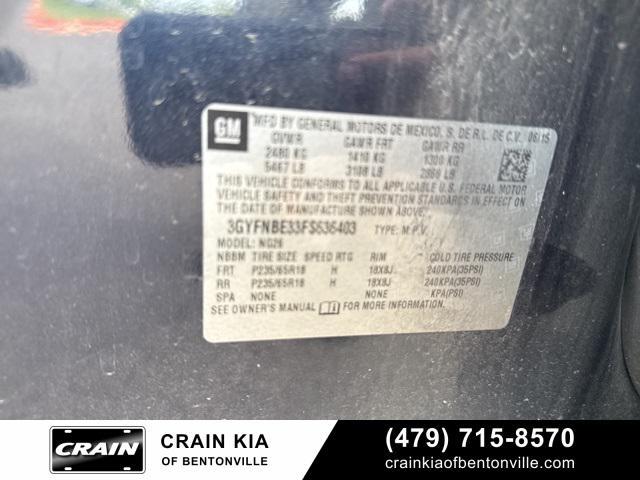 GM
MFD BY GENERAL MOTORS DE MEXICO, S. DE R.L. DE C.V. 06/15
GVWR GAWR FRT GAWR RR
2480 KG 1410 KG 1300 KG
5467 LB 3108 LB 2866 LB
THIS VEHICLE CONFORMS TO ALL APPLICABLE U.S. FEDERAL MOTOR
VEHICLE SAFETY AND THEFT PREVENTION STANDARDS IN EFFECT ON THE
DATE OF MANUFACTURE SHOWN ABOVE.
3GYFNBE33FS636403 TYPE: M.P.V.
MODEL: NG26
NBBM TIRE SIZE SPEED RTG RIM COLD TIRE PRESSURE
FRT P235/65R18 H 18X8J 240KPA(35PSI)
RR P235/65R18 H 18X8J 240KPA(35PSI)
SPA NONE NONE KPA(PSI)
SEE OWNER'S MANUAL FOR MORE INFORMATION.
CRAIN
CRAIN KIA
OF BENTONVILLE
(479) 715-8570
crainkiaofbentonville.com